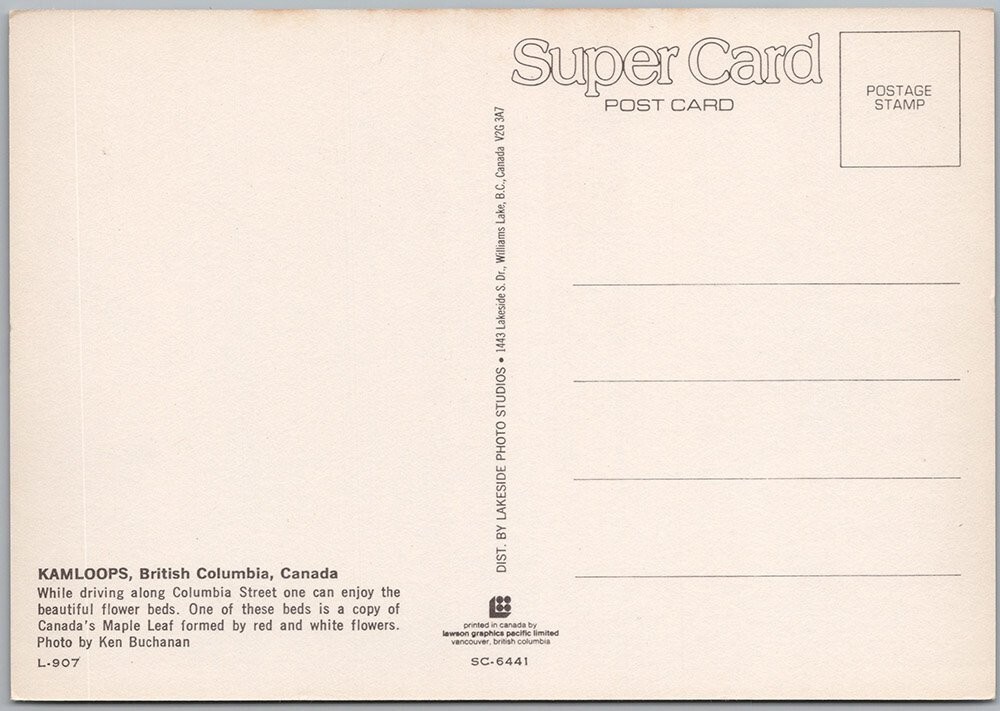 Super Card
POST CARD
POSTAGE
STAMP
DIST. BY LAKESIDE PHOTO STUDIOS • 1443 Lakeside S. Dr., Williams Lake, B.C., Canada V2G 3A7
KAMLOOPS, British Columbia, Canada
While driving along Columbia Street one can enjoy the
beautiful flower beds. One of these beds is a copy of
Canada's Maple Leaf formed by red and white flowers.
Photo by Ken Buchanan
L-907
printed in canada by
lawson graphics pacific limited
vancouver, british columbia
SC-6441